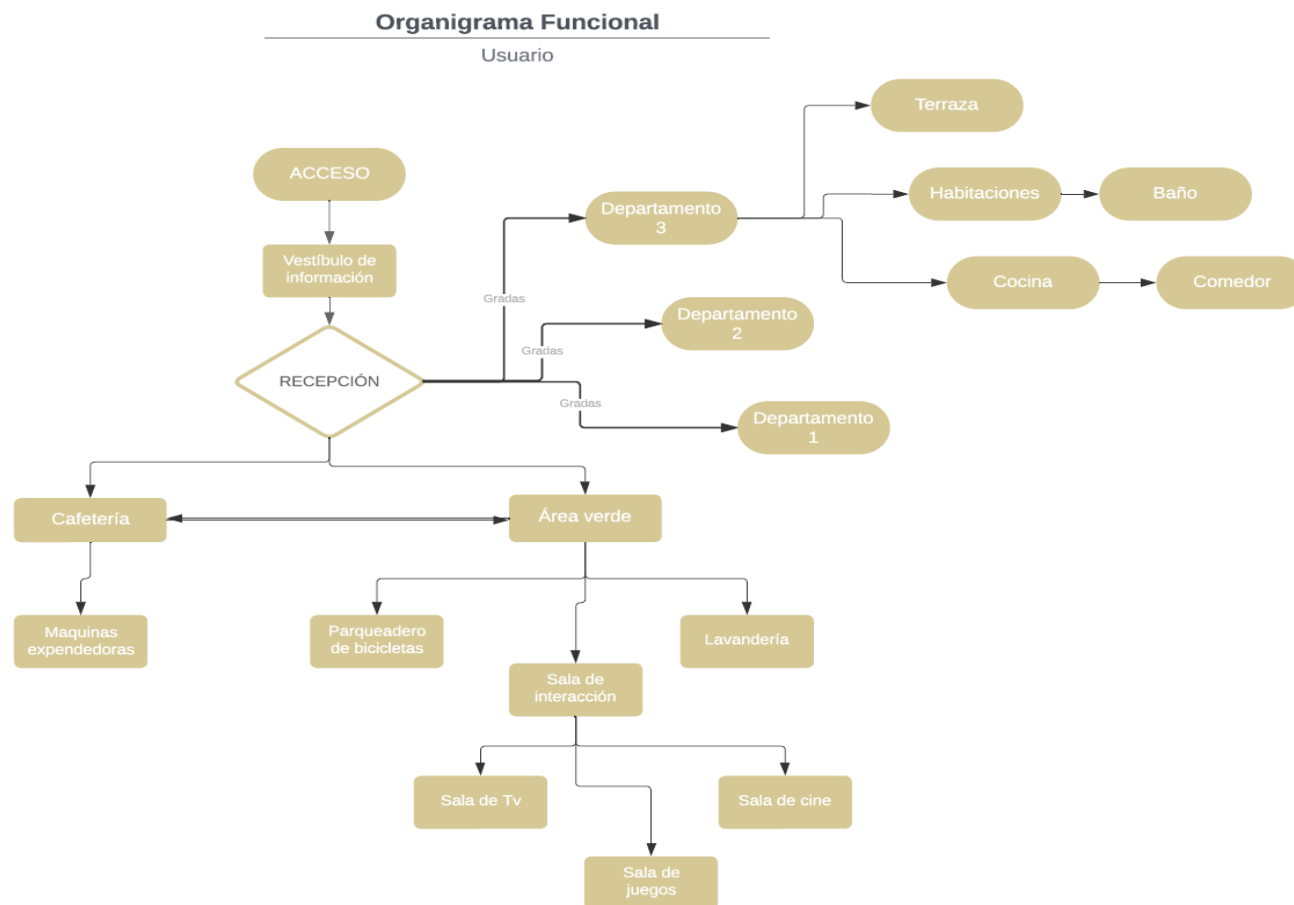 Organigrama Funcional
Usuario
Terraza
ACCESO
Habitaciones
Baño
Departamento
3
Vestíbulo de
información
Cocina
Comedor
Gradas
Departamento
2
Gradas
RECEPCIÓN
Gradas
Departamento
1
Cafetería
Área verde
Maquinas
expendedoras
Parqueadero
de bicicletas
Lavandería
Sala de
interacción
Sala de Tv
Sala de cine
Sala de
juegos